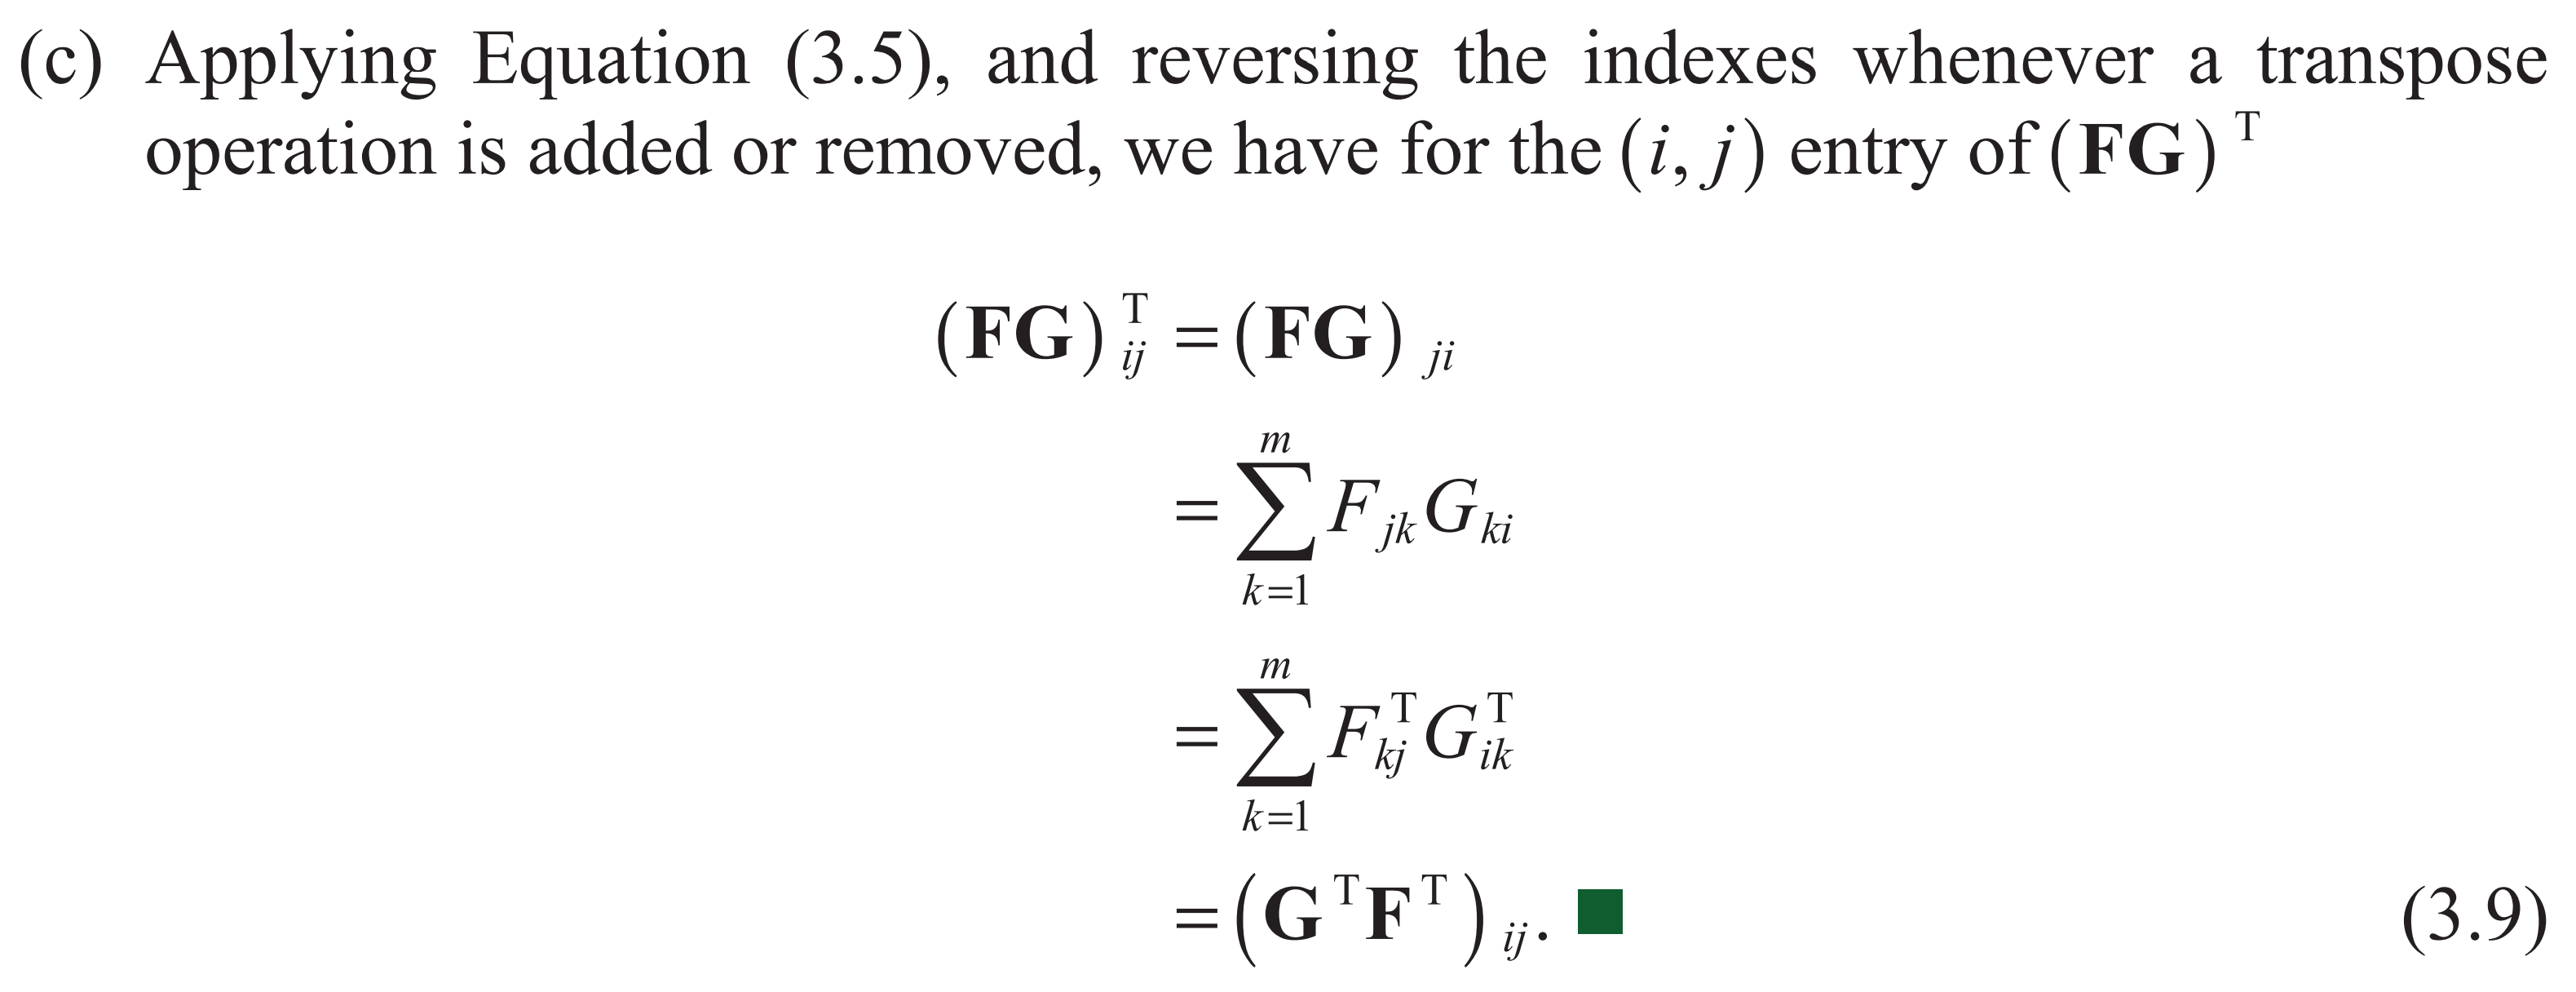 (c) Applying Equation (3.5), and reversing the indexes whenever a transpose
operation is added or removed, we have for the $(i, j)$ entry of $(\mathbf{FG})^{\mathrm{T}}$
$(\mathbf{FG})^{\mathrm{T}}_{ij} = (\mathbf{FG})_{ji}$
$= \sum_{k=1}^{m} F_{jk} G_{ki}$
$= \sum_{k=1}^{m} F^{\mathrm{T}}_{kj} G^{\mathrm{T}}_{ik}$
$= \left(\mathbf{G}^{\mathrm{T}} \mathbf{F}^{\mathrm{T}}\right)_{ij}. \blacksquare$ (3.9)